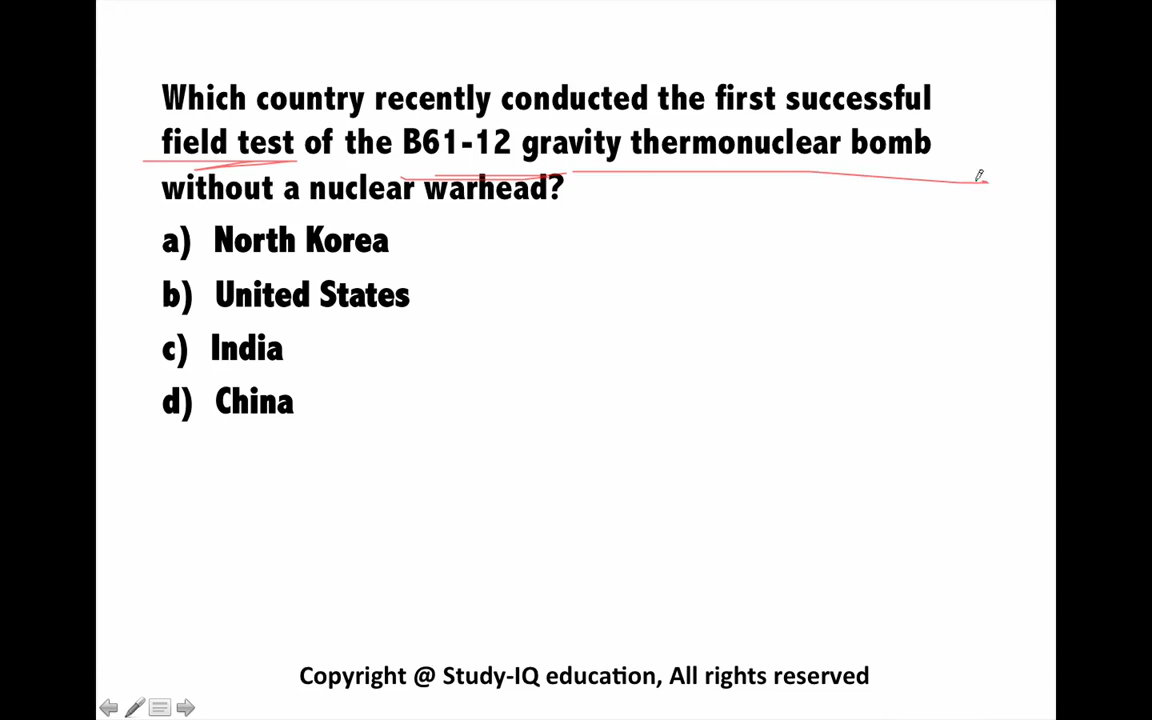 Which country recently conducted the first successful
field test of the B61-12 gravity thermonuclear bomb
without a nuclear warhead?
a) North Korea
b) United States
c) India
d) China
Copyright @ Study-IQ education, All rights reserved